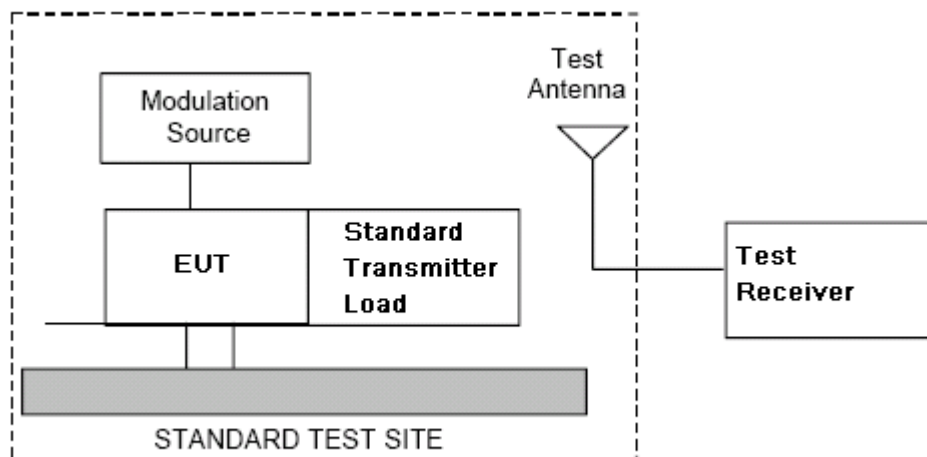 Test
Antenna
Modulation
Source
EUT
Standard
Transmitter
Load
Test
Receiver
STANDARD TEST SITE